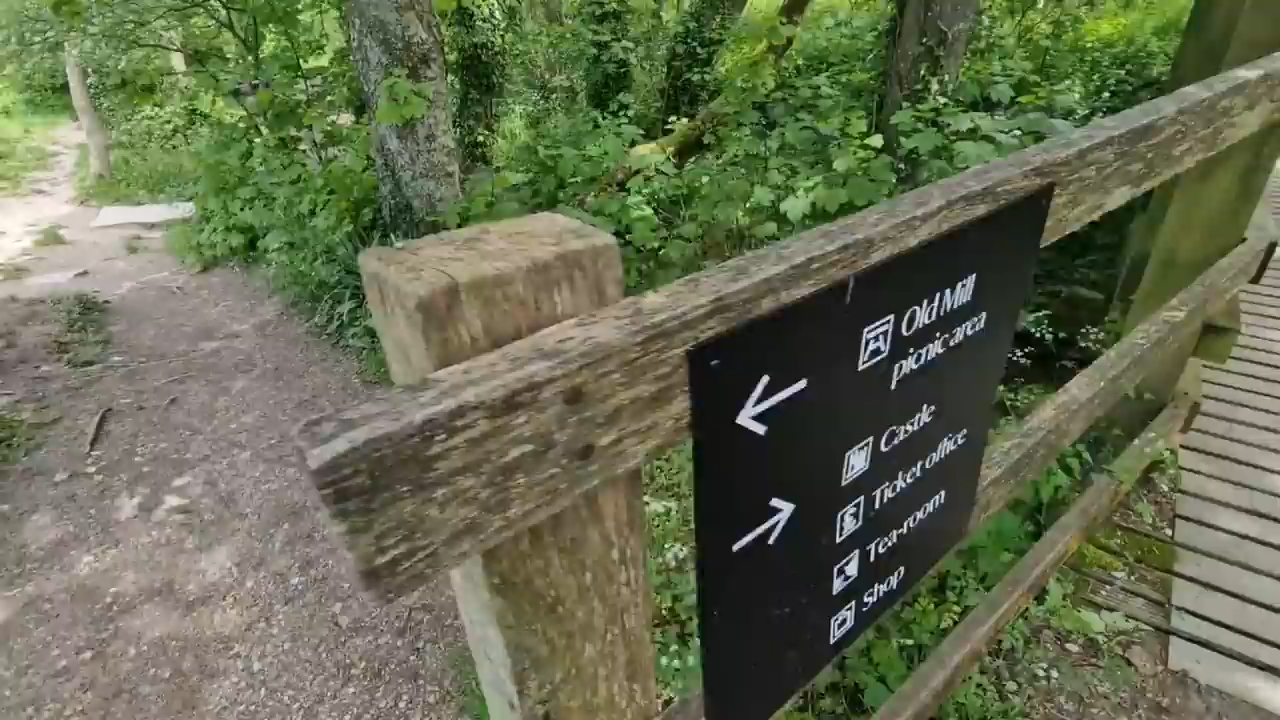 Old Mill
picnic area
Castle
Ticket office
Tea-room
Shop